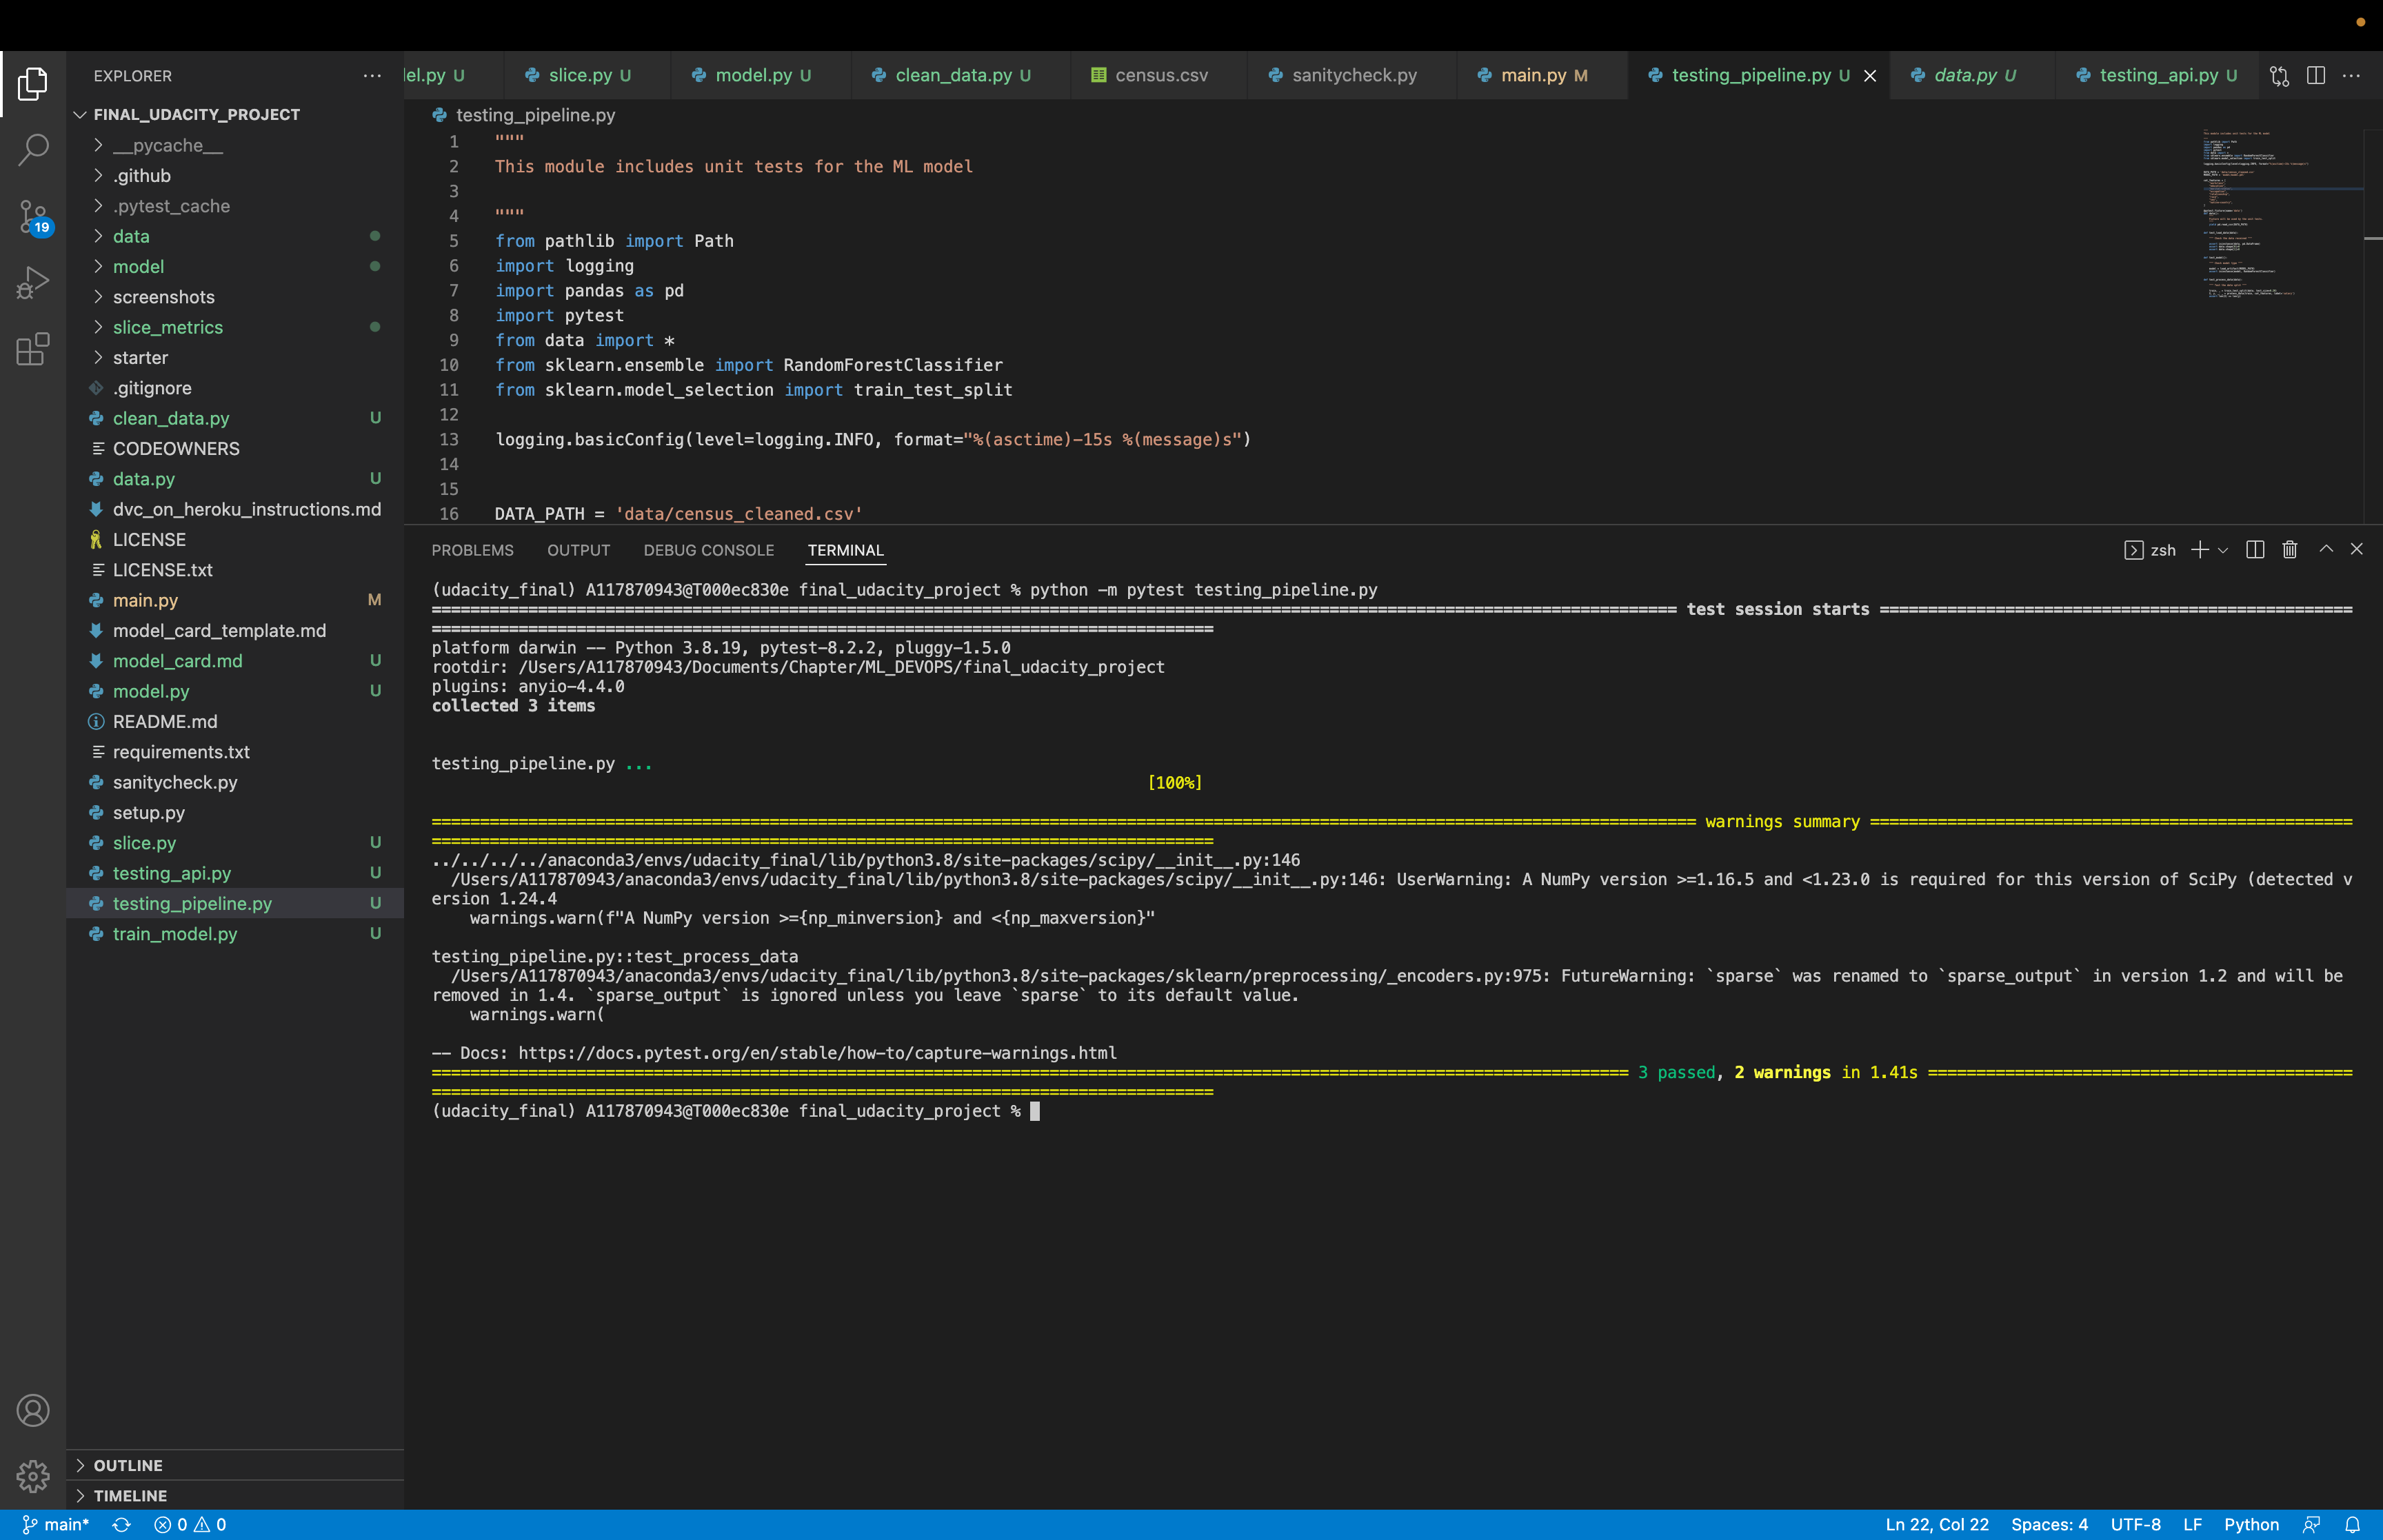 EXPLORER
FINAL_UDACITY_PROJECT
__pycache__
.github
.pytest_cache
data
model
screenshots
slice_metrics
starter
.gitignore
clean_data.py U
CODEOWNERS
data.py U
dvc_on_heroku_instructions.md
LICENSE
LICENSE.txt
main.py M
model_card_template.md
model_card.md U
model.py U
README.md
requirements.txt
sanitycheck.py
setup.py
slice.py U
testing_api.py U
testing_pipeline.py U
train_model.py U
OUTLINE
TIMELINE
19
el.py U slice.py U model.py U clean_data.py U census.csv sanitycheck.py main.py M testing_pipeline.py U data.py U testing_api.py U
testing_pipeline.py
1 """
2 This module includes unit tests for the ML model
3
4 """
5 from pathlib import Path
6 import logging
7 import pandas as pd
8 import pytest
9 from data import *
10 from sklearn.ensemble import RandomForestClassifier
11 from sklearn.model_selection import train_test_split
12
13 logging.basicConfig(level=logging.INFO, format="%(asctime)-15s %(message)s")
14
15
16 DATA_PATH = 'data/census_cleaned.csv'
PROBLEMS OUTPUT DEBUG CONSOLE TERMINAL zsh
(udacity_final) A117870943@T000ec830e final_udacity_project % python -m pytest testing_pipeline.py
test session starts
platform darwin -- Python 3.8.19, pytest-8.2.2, pluggy-1.5.0
rootdir: /Users/A117870943/Documents/Chapter/ML_DEVOPS/final_udacity_project
plugins: anyio-4.4.0
collected 3 items
testing_pipeline.py ...
[100%]
warnings summary
../../../../anaconda3/envs/udacity_final/lib/python3.8/site-packages/scipy/__init__.py:146
/Users/A117870943/anaconda3/envs/udacity_final/lib/python3.8/site-packages/scipy/__init__.py:146: UserWarning: A NumPy version >=1.16.5 and <1.23.0 is required for this version of SciPy (detected v
ersion 1.24.4
warnings.warn(f"A NumPy version >={np_minversion} and <{np_maxversion}"
testing_pipeline.py::test_process_data
/Users/A117870943/anaconda3/envs/udacity_final/lib/python3.8/site-packages/sklearn/preprocessing/_encoders.py:975: FutureWarning: `sparse` was renamed to `sparse_output` in version 1.2 and will be
removed in 1.4. `sparse_output` is ignored unless you leave `sparse` to its default value.
warnings.warn(
-- Docs: https://docs.pytest.org/en/stable/how-to/capture-warnings.html
3 passed, 2 warnings in 1.41s
(udacity_final) A117870943@T000ec830e final_udacity_project %
main* 0 0 Ln 22, Col 22 Spaces: 4 UTF-8 LF Python